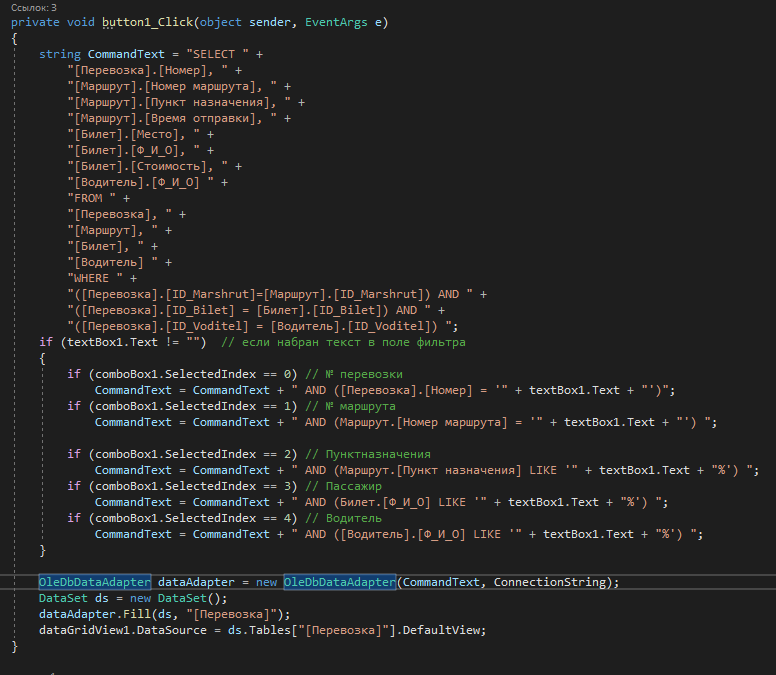 Ссылок: 3
private void button1_Click(object sender, EventArgs e)
{
string CommandText = "SELECT " +
"[Перевозка].[Номер], " +
"[Маршрут].[Номер маршрута], " +
"[Маршрут].[Пункт назначения], " +
"[Маршрут].[Время отправки], " +
"[Билет].[Место], " +
"[Билет].[Ф_И_О], " +
"[Билет].[Стоимость], " +
"[Водитель].[Ф_И_О] " +
"FROM " +
"[Перевозка], " +
"[Маршрут], " +
"[Билет], " +
"[Водитель] " +
"WHERE " +
"([Перевозка].[ID_Marshrut]=[Маршрут].[ID_Marshrut]) AND " +
"([Перевозка].[ID_Bilet] = [Билет].[ID_Bilet]) AND " +
"([Перевозка].[ID_Voditel] = [Водитель].[ID_Voditel]) ";
if (textBox1.Text != "")  // если набран текст в поле фильтра
{
if (comboBox1.SelectedIndex == 0) // № перевозки
CommandText = CommandText + " AND ([Перевозка].[Номер] = '" + textBox1.Text + "')";
if (comboBox1.SelectedIndex == 1) // № маршрута
CommandText = CommandText + " AND (Маршрут.[Номер маршрута] = '" + textBox1.Text + "') ";
if (comboBox1.SelectedIndex == 2) // Пунктназначения
CommandText = CommandText + " AND (Маршрут.[Пункт назначения] LIKE '" + textBox1.Text + "%') ";
if (comboBox1.SelectedIndex == 3) // Пассажир
CommandText = CommandText + " AND (Билет.[Ф_И_О] LIKE '" + textBox1.Text + "%') ";
if (comboBox1.SelectedIndex == 4) // Водитель
CommandText = CommandText + " AND ([Водитель].[Ф_И_О] LIKE '" + textBox1.Text + "%') ";
}
OleDbDataAdapter dataAdapter = new OleDbDataAdapter(CommandText, ConnectionString);
DataSet ds = new DataSet();
dataAdapter.Fill(ds, "[Перевозка]");
dataGridView1.DataSource = ds.Tables["[Перевозка]"].DefaultView;
}